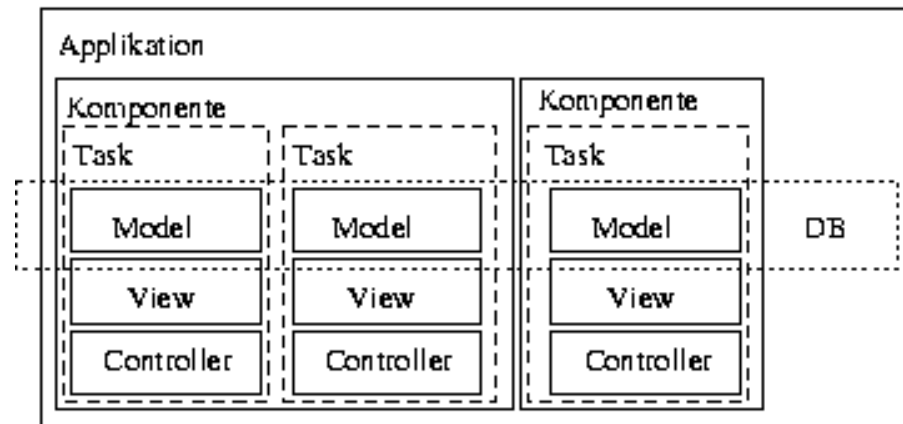 Applikation
Komponente
Komponente
Task
Task
Task
Model
Model
Model
DB
View
View
View
Controller
Controller
Controller